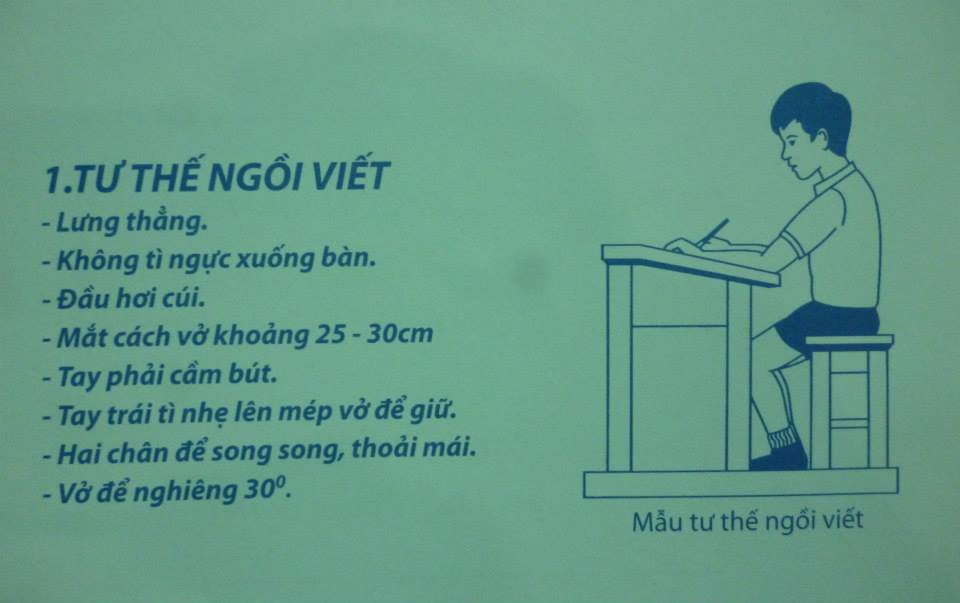 1.TƯ THẾ NGỒI VIẾT
- Lưng thẳng.
- Không tì ngực xuống bàn.
- Đầu hơi cúi.
- Mắt cách vở khoảng 25 - 30cm
- Tay phải cầm bút.
- Tay trái tì nhẹ lên mép vở để giữ.
- Hai chân để song song, thoải mái.
- Vở để nghiêng 30⁰.
Mẫu tư thế ngồi viết